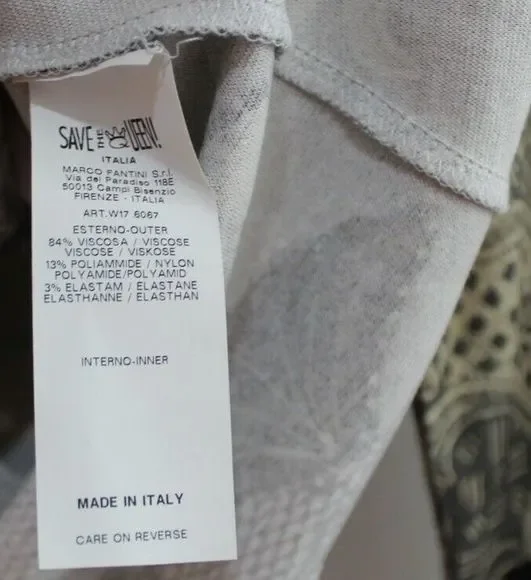 SAVE THE QUEEN!
ITALIA
MARCO FANTINI S.r.l.
Via del Paradiso 118E
50013 Campi Bisenzio
FIRENZE - ITALIA
ART.W17 6067
ESTERNO-OUTER
84% VISCOSA / VISCOSE
VISCOSE / VISKOSE
13% POLIAMMIDE / NYLON
POLYAMIDE/POLYAMID
3% ELASTAM / ELASTANE
ELASTHANNE / ELASTHAN
INTERNO-INNER
MADE IN ITALY
CARE ON REVERSE